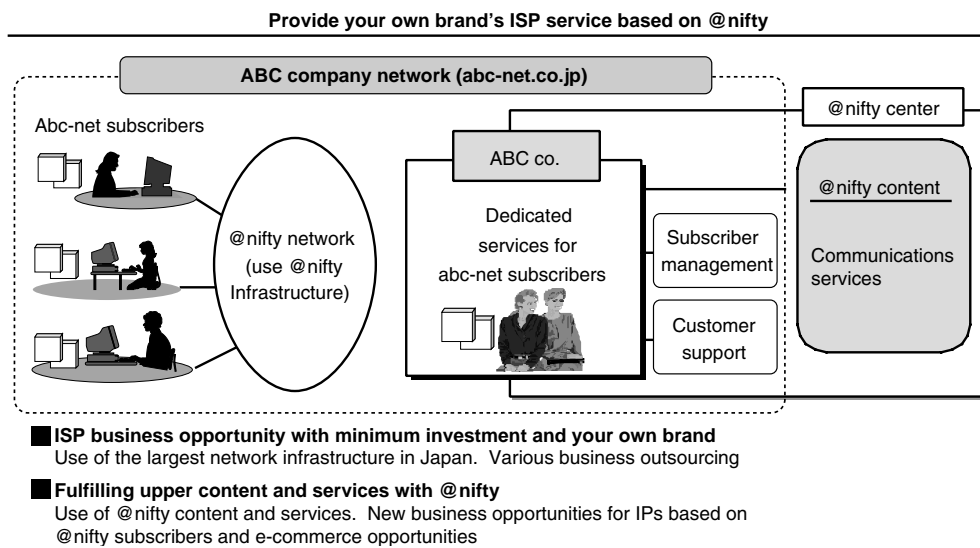 Provide your own brand's ISP service based on @nifty
ABC company network (abc-net.co.jp)
Abc-net subscribers
@nifty network
(use @nifty
Infrastructure)
ABC co.
Dedicated
services for
abc-net subscribers
Subscriber
management
Customer
support
@nifty center
@nifty content
Communications
services
ISP business opportunity with minimum investment and your own brand
Use of the largest network infrastructure in Japan. Various business outsourcing
Fulfilling upper content and services with @nifty
Use of @nifty content and services. New business opportunities for IPs based on
@nifty subscribers and e-commerce opportunities